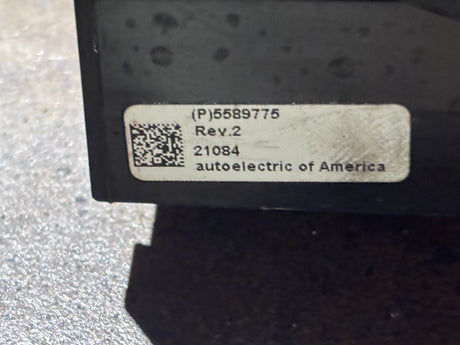 (P)5589775
Rev.2
21084
autoelectric of America